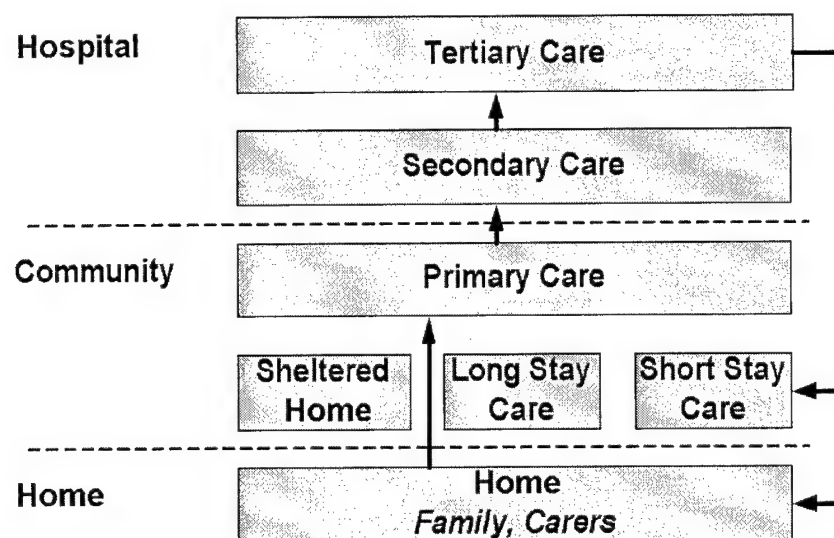 Hospital
Tertiary Care
Secondary Care
Community
Primary Care
Sheltered
Home
Long Stay
Care
Short Stay
Care
Home
Home
Family, Carers